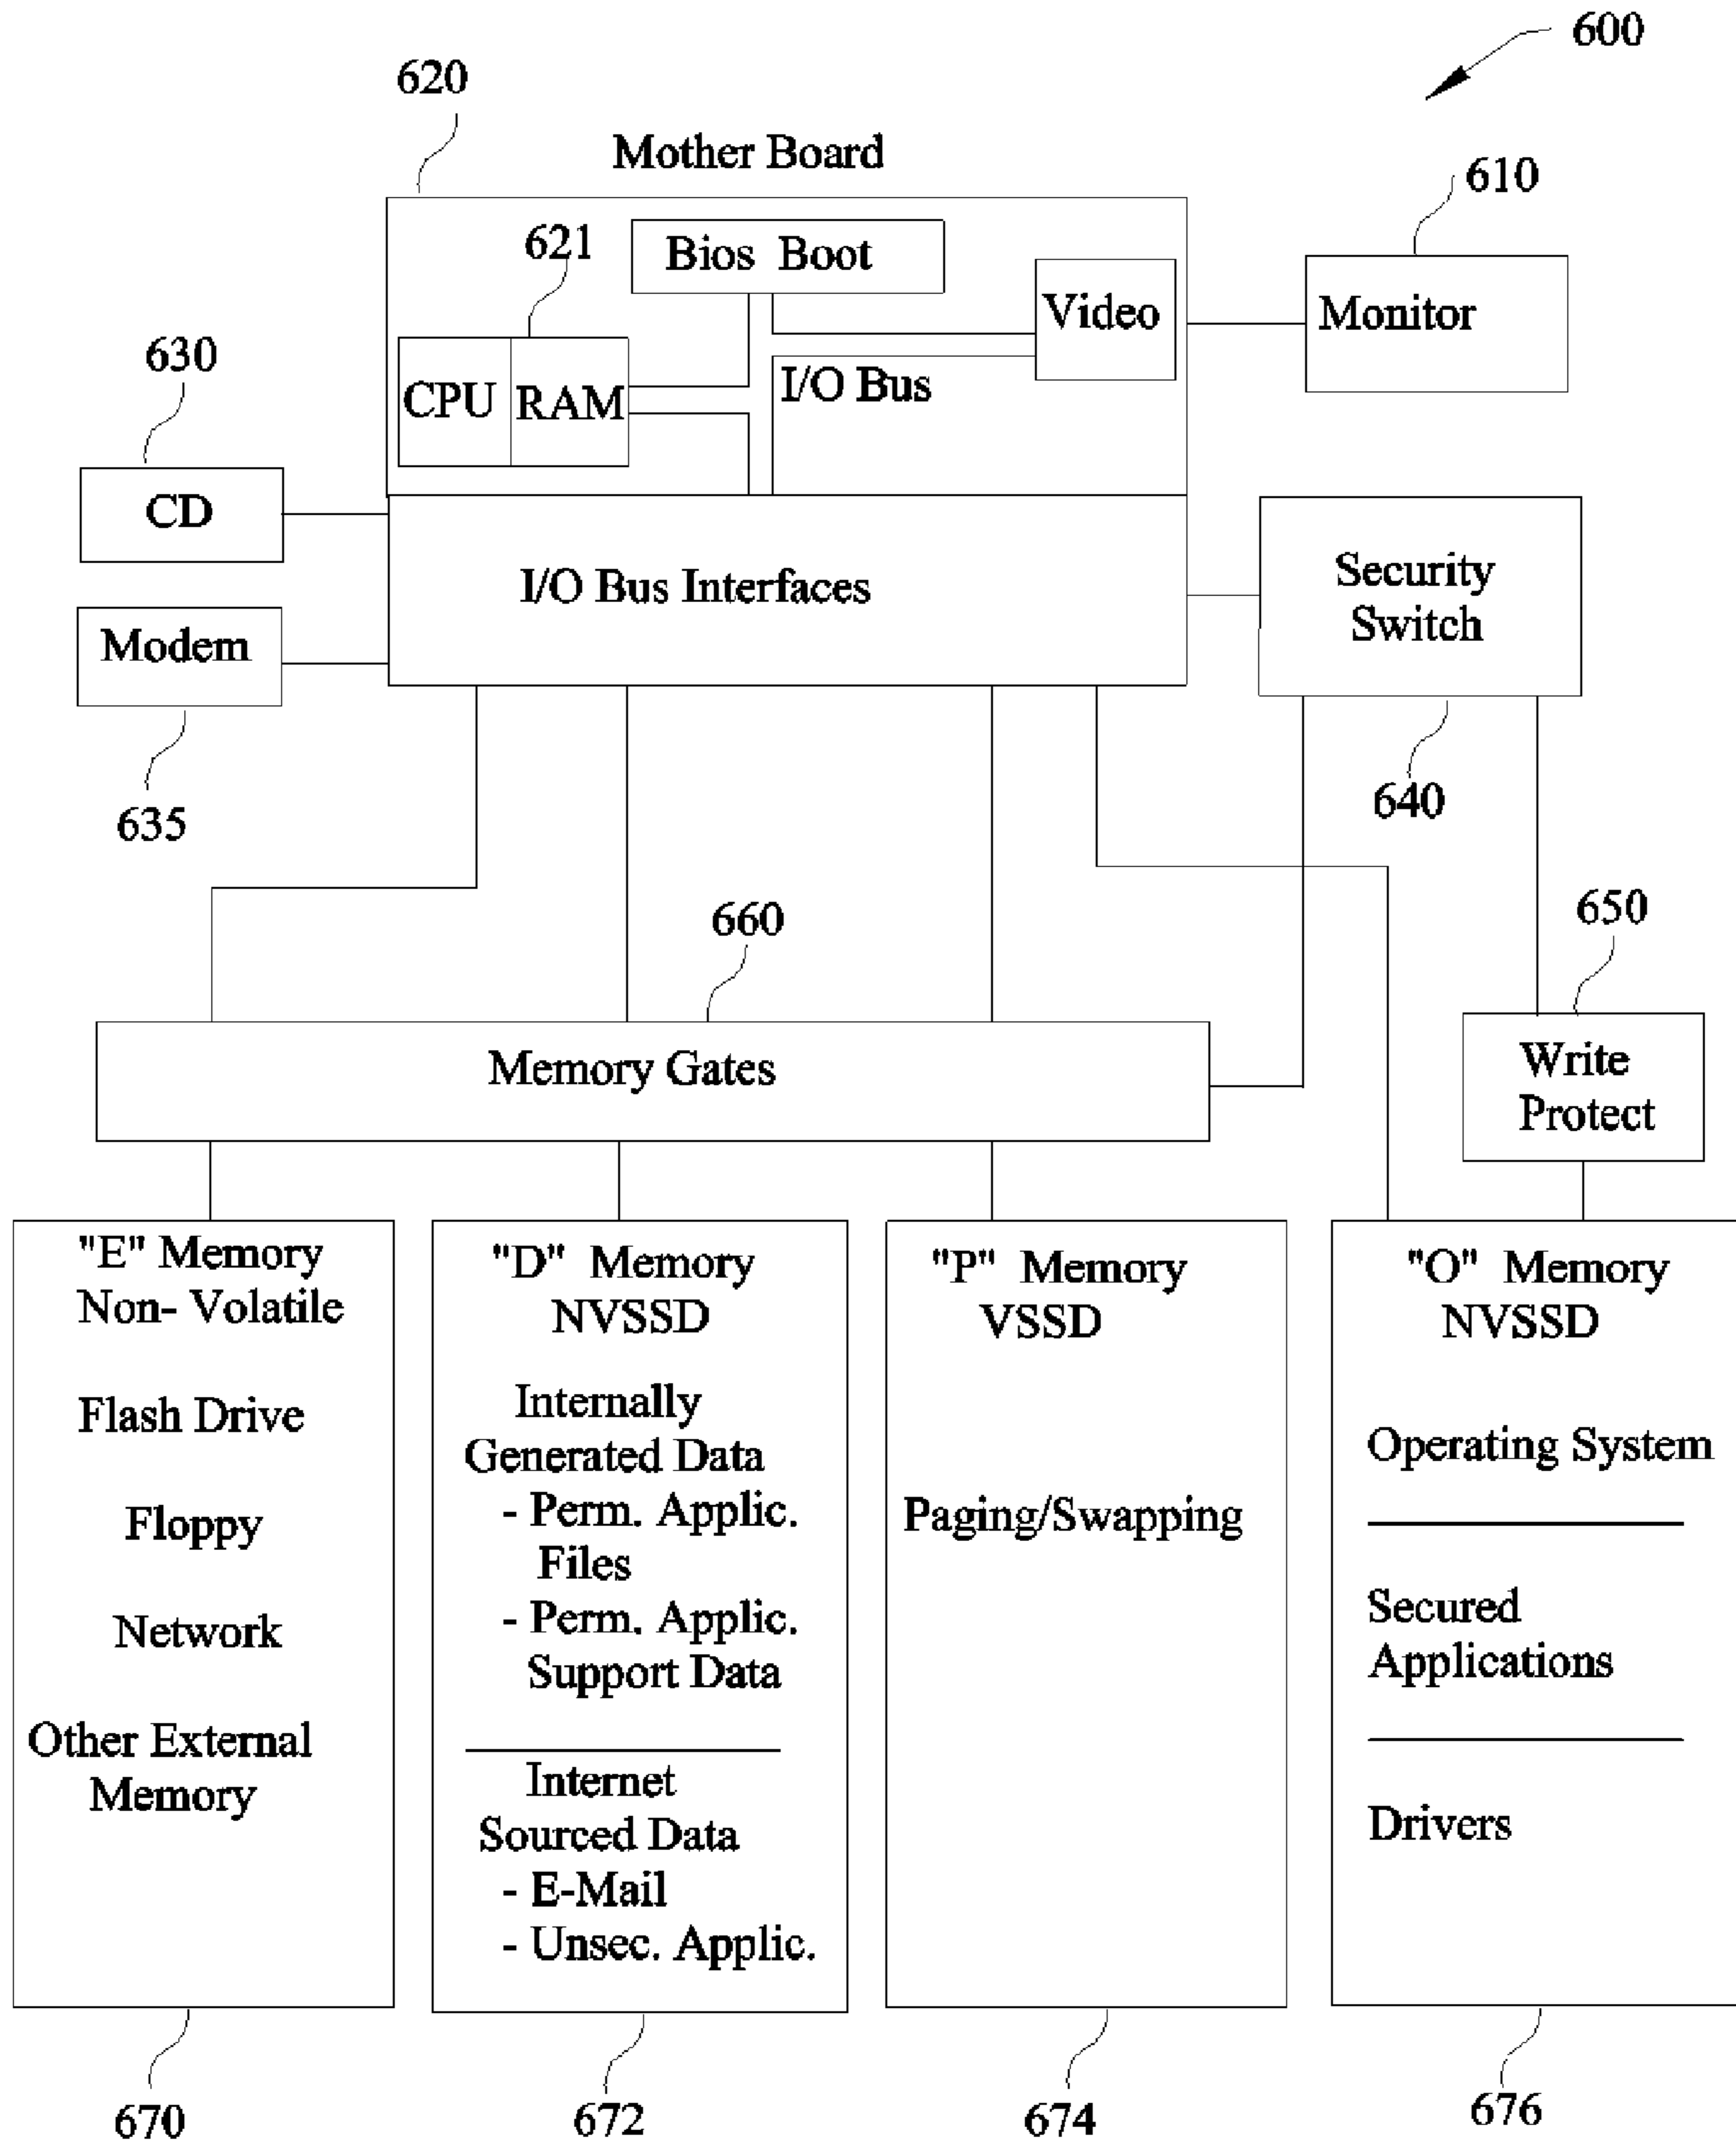 600
620
Mother Board
610
621
Bios Boot
Video
Monitor
630
CPU
RAM
I/O Bus
CD
I/O Bus Interfaces
Security
Switch
Modem
635
640
660
650
Memory Gates
Write
Protect
"E" Memory
Non- Volatile
Flash Drive
Floppy
Network
Other External
Memory
"D" Memory
NVSSD
Internally
Generated Data
- Perm. Applic.
Files
- Perm. Applic.
Support Data
Internet
Sourced Data
- E-Mail
- Unsec. Applic.
"P" Memory
VSSD
Paging/Swapping
"O" Memory
NVSSD
Operating System
Secured
Applications
Drivers
670
672
674
676